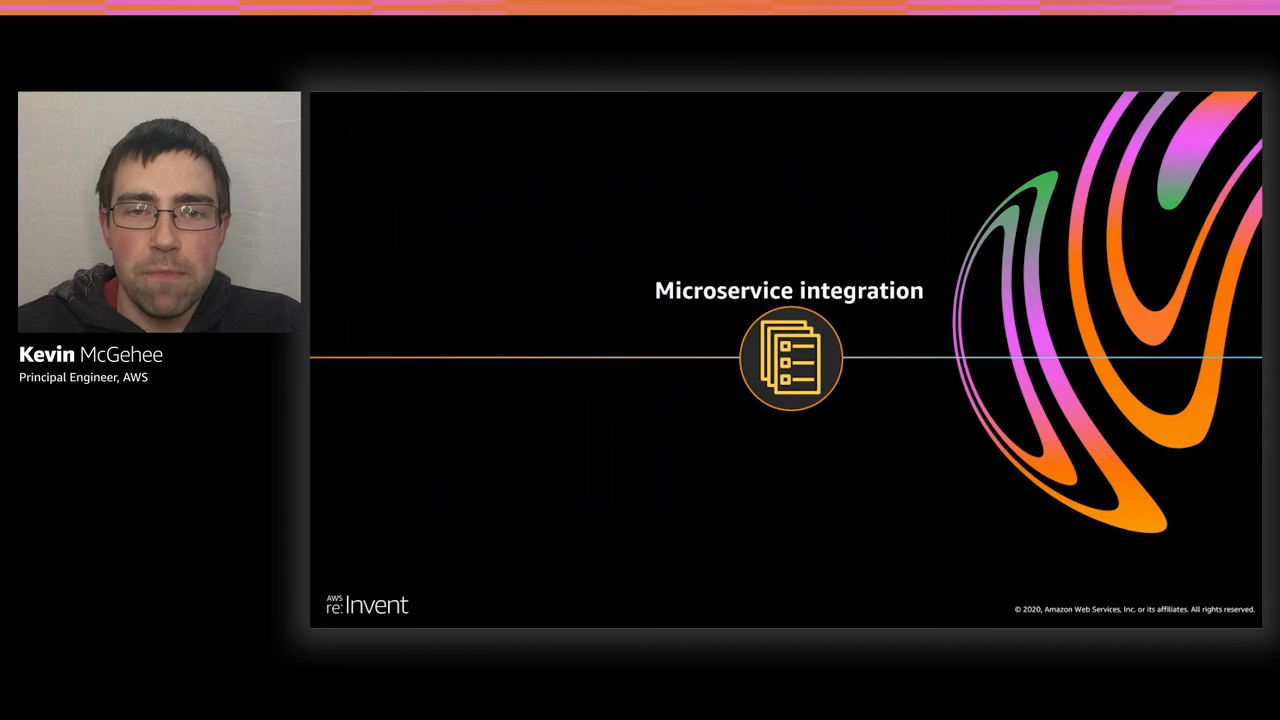 Microservice integration
Kevin McGehee
Principal Engineer, AWS
AWS
re:Invent
© 2020, Amazon Web Services, Inc. or its affiliates. All rights reserved.